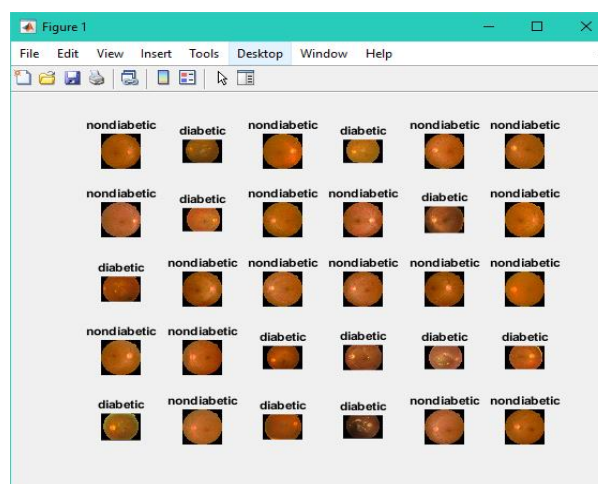 Figure 1
File Edit View Insert Tools Desktop Window Help
nondiabetic diabetic nondiabetic diabetic nondiabetic nondiabetic
nondiabetic diabetic nondiabetic nondiabetic diabetic nondiabetic
diabetic nondiabetic nondiabetic nondiabetic nondiabetic nondiabetic
nondiabetic nondiabetic diabetic diabetic diabetic diabetic
diabetic nondiabetic diabetic diabetic nondiabetic nondiabetic